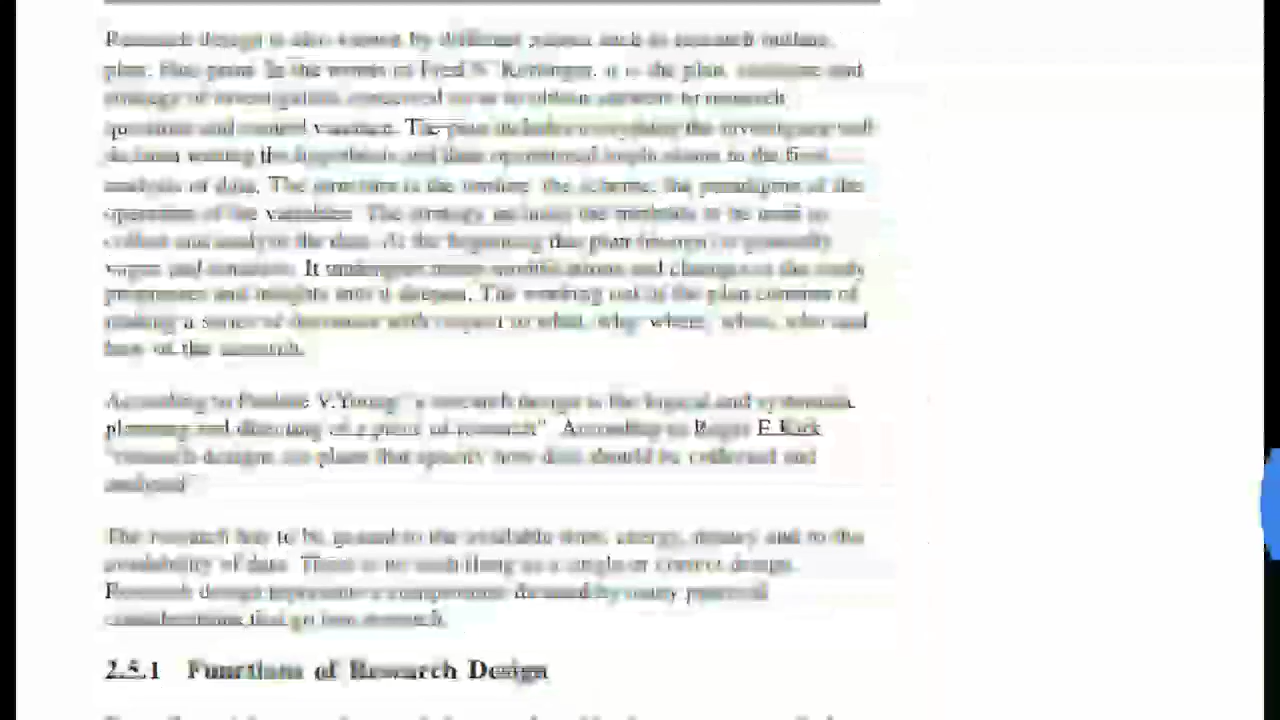 Research design is also known by different names such as research outline,
plan, blue print. In the words of Fred N. Kerlinger, it is the plan, structure and
strategy of investigation conceived so as to obtain answers to research
questions and control variance. The plan includes everything the investigator will
do from writing the hypothesis and their operational implications to the final
analysis of data. The structure is the outline, the scheme, the paradigms of the
operation of the variables. The strategy includes the methods to be used to
collect and analyze the data. At the beginning this plan (design) is generally
vague and tentative. It undergoes many modifications and changes as the study
progresses and insights into it deepen. The working out of the plan consists of
making a series of decisions with respect to what, why, where, when, who and
how of the research.
According to Pauline V.Young "a research design is the logical and systematic
planning and directing of a piece of research". According to Roger E.Kirk
"research designs are plans that specify how data should be collected and
analyzed"
The research has to be geared to the available time, energy, money and to the
availability of data. There is no such thing as a single or correct design.
Research design represents a compromise dictated by many practical
considerations that go into research.
2.5.1 Functions of Research Design